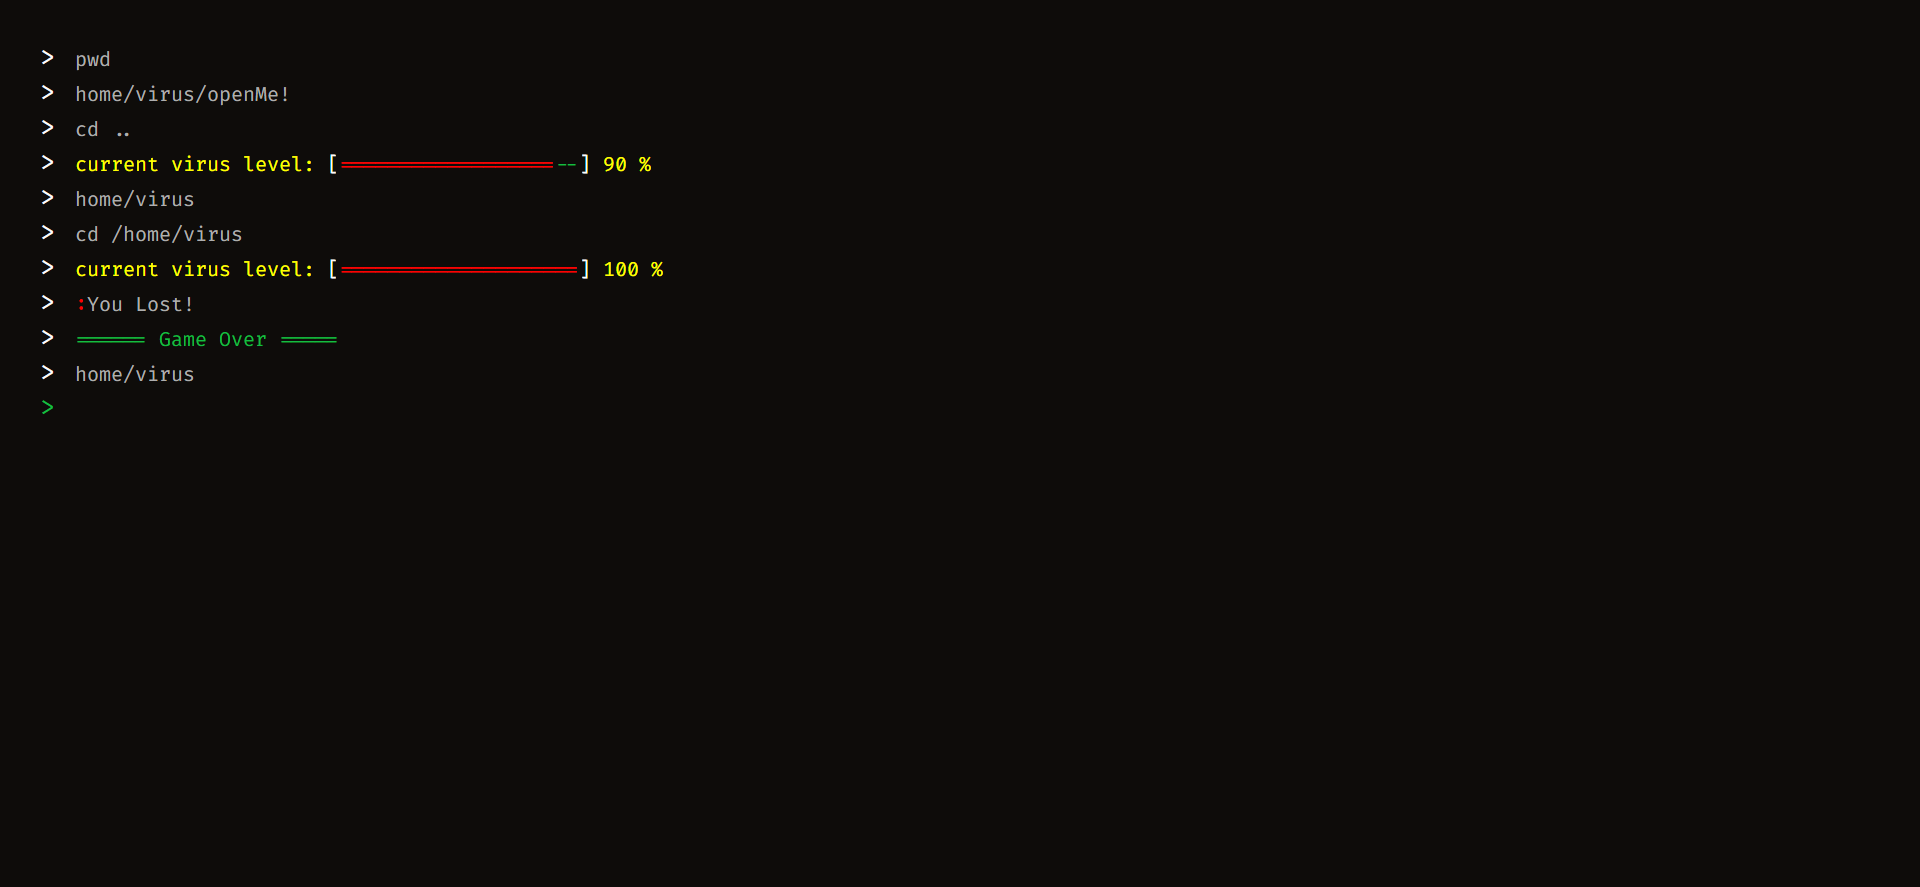 > pwd
> home/virus/openMe!
> cd ..
> current virus level: [==================--] 90 %
> home/virus
> cd /home/virus
> current virus level: [====================] 100 %
> :You Lost!
> ====== Game Over =====
> home/virus
>